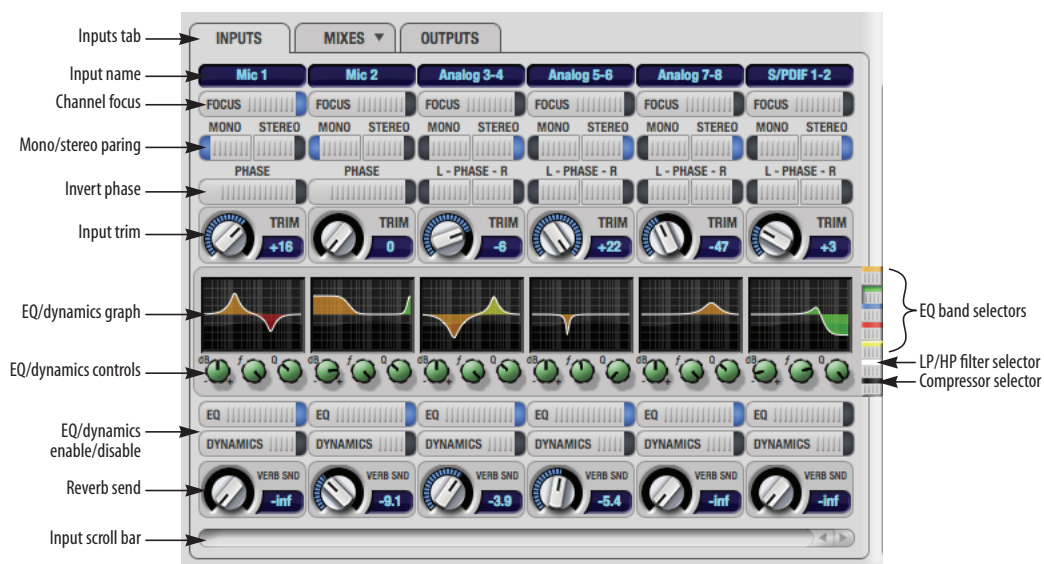 Inputs tab
INPUTS MIXES OUTPUTS
Input name
Mic 1 Mic 2 Analog 3-4 Analog 5-6 Analog 7-8 S/PDIF 1-2
Channel focus
FOCUS FOCUS FOCUS FOCUS FOCUS FOCUS
MONO STEREO MONO STEREO MONO STEREO MONO STEREO MONO STEREO MONO STEREO
Mono/stereo paring
PHASE PHASE L - PHASE - R L - PHASE - R L - PHASE - R L - PHASE - R
Invert phase
TRIM TRIM TRIM TRIM TRIM TRIM
Input trim
+16 0 -6 +22 -47 +3
EQ/dynamics graph
EQ band selectors
dB f Q dB f Q dB f Q dB f Q dB f Q dB f Q
LP/HP filter selector
EQ/dynamics controls
- + - + - + - + - + - +
Compressor selector
EQ EQ EQ EQ EQ EQ
EQ/dynamics
enable/disable
DYNAMICS DYNAMICS DYNAMICS DYNAMICS DYNAMICS DYNAMICS
VERB SND VERB SND VERB SND VERB SND VERB SND VERB SND
Reverb send
-inf -9.1 -3.9 -5.4 -inf -inf
Input scroll bar